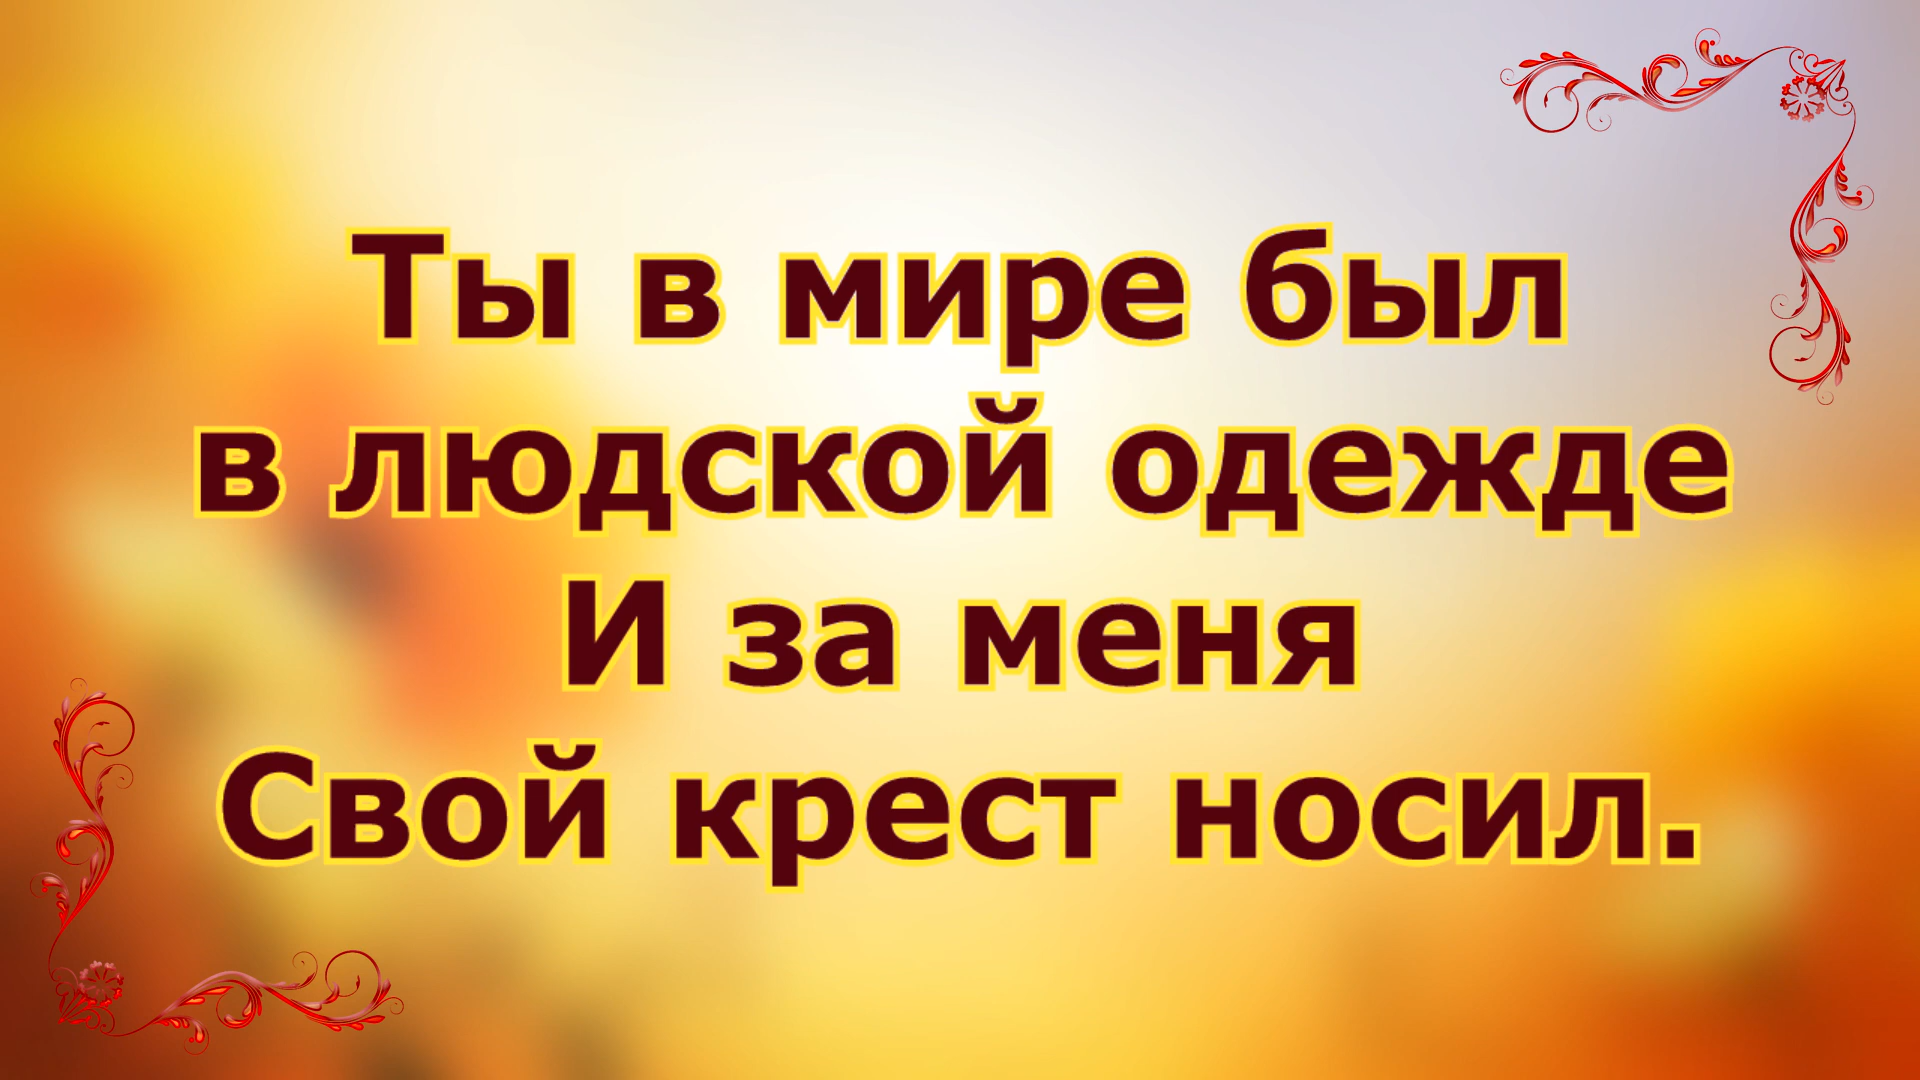 Ты в мире был
в людской одежде
И за меня
Свой крест носил.